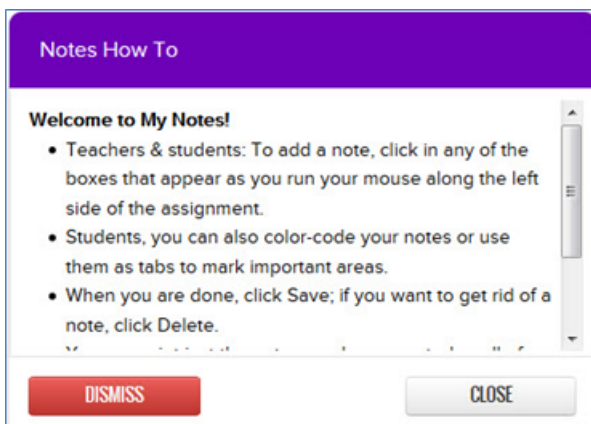 Notes How To
Welcome to My Notes!
• Teachers & students: To add a note, click in any of the
boxes that appear as you run your mouse along the left
side of the assignment.
• Students, you can also color-code your notes or use
them as tabs to mark important areas.
• When you are done, click Save; if you want to get rid of a
note, click Delete.
DISMISS
CLOSE